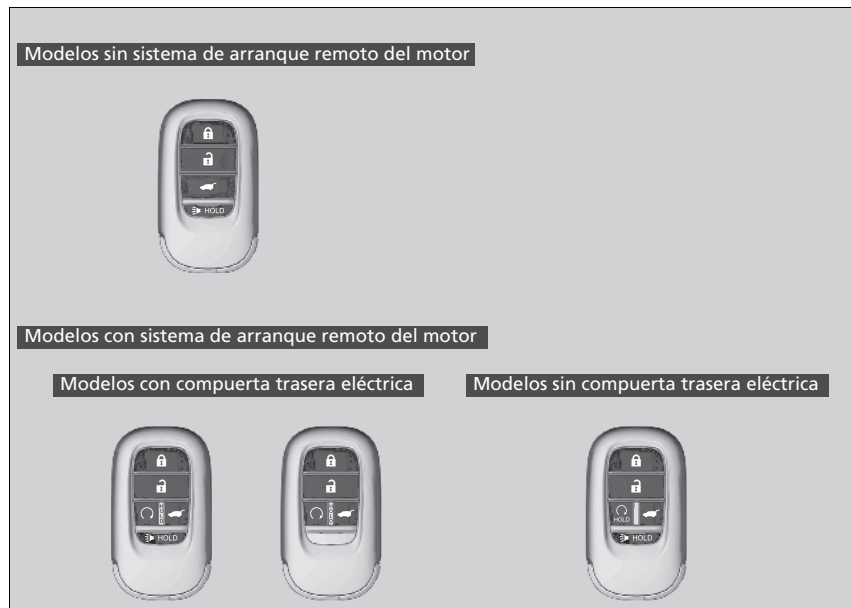 Modelos sin sistema de arranque remoto del motor
HOLD
Modelos con sistema de arranque remoto del motor
Modelos con compuerta trasera eléctrica
Modelos sin compuerta trasera eléctrica
HOLD
HOLD
HOLD